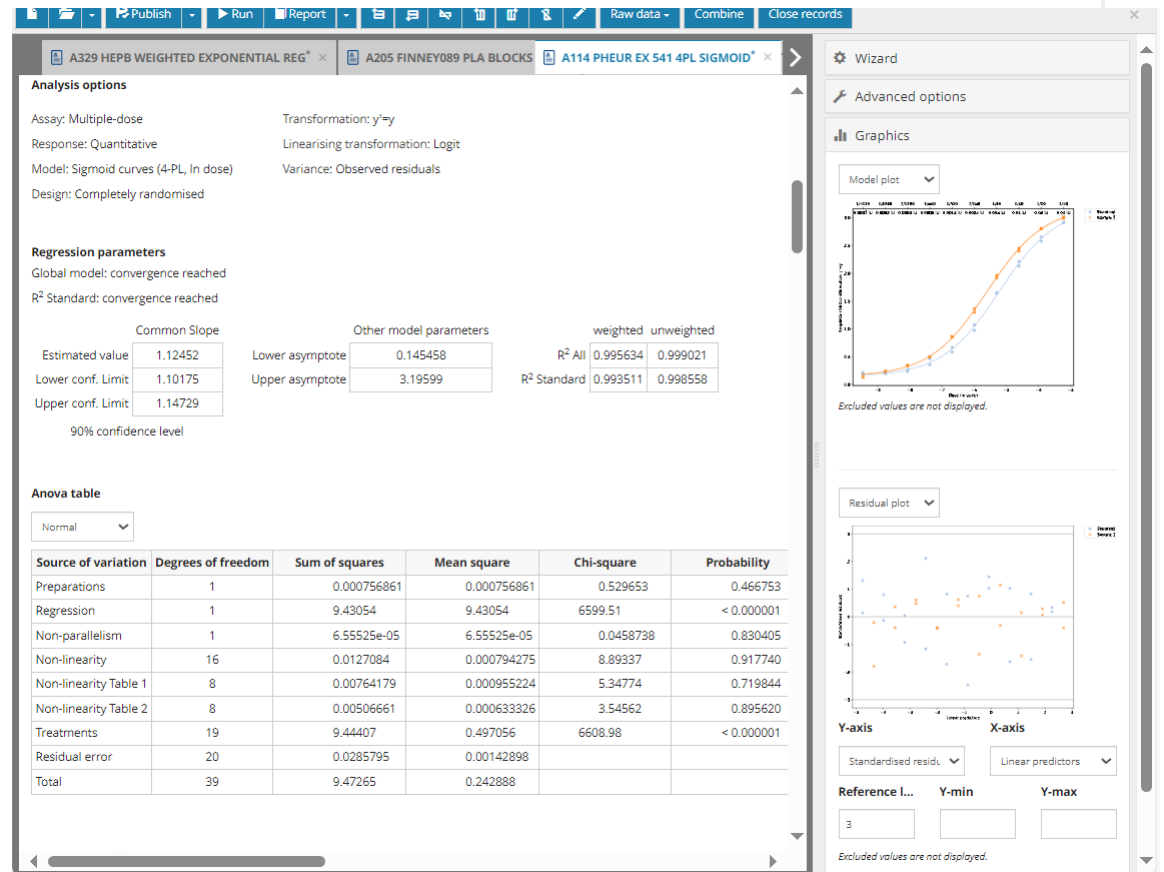 Publish Run Report Raw data Combine Close records
A329 HEPB WEIGHTED EXPONENTIAL REG* × A205 FINNEY089 PLA BLOCKS A114 PHEUR EX 541 4PL SIGMOID* ×
Analysis options
Assay: Multiple-dose Transformation: y'=y
Response: Quantitative Linearising transformation: Logit
Model: Sigmoid curves (4-PL, ln dose) Variance: Observed residuals
Design: Completely randomised
Regression parameters
Global model: convergence reached
R² Standard: convergence reached
Common Slope Other model parameters weighted unweighted
Estimated value 1.12452 Lower asymptote 0.145458 R² All 0.995634 0.999021
Lower conf. Limit 1.10175 Upper asymptote 3.19599 R² Standard 0.993511 0.998558
Upper conf. Limit 1.14729
90% confidence level
Anova table
Normal
Source of variation Degrees of freedom Sum of squares Mean square Chi-square Probability
Preparations 1 0.000756861 0.000756861 0.529653 0.466753
Regression 1 9.43054 9.43054 6599.51 < 0.000001
Non-parallelism 1 6.55525e-05 6.55525e-05 0.0458738 0.830405
Non-linearity 16 0.0127084 0.000794275 8.89337 0.917740
Non-linearity Table 1 8 0.00764179 0.000955224 5.34774 0.719844
Non-linearity Table 2 8 0.00506661 0.000633326 3.54562 0.895620
Treatments 19 9.44407 0.497056 6608.98 < 0.000001
Residual error 20 0.0285795 0.00142898
Total 39 9.47265 0.242888
Wizard
Advanced options
Graphics
Model plot
Excluded values are not displayed.
Residual plot
Linear predictors
Y-axis X-axis
Standardised residu Linear predictors
Reference l... Y-min Y-max
3
Excluded values are not displayed.